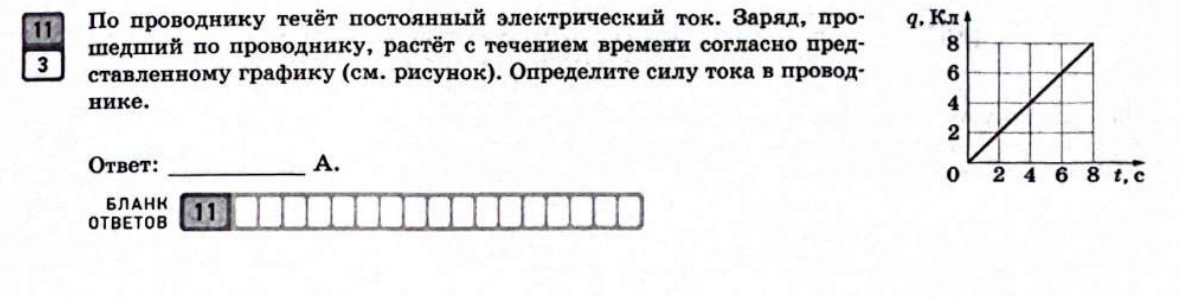 11
3
По проводнику течёт постоянный электрический ток. Заряд, про-
шедший по проводнику, растёт с течением времени согласно пред-
ставленному графику (см. рисунок). Определите силу тока в провод-
нике.
Ответ: ____________ А.
БЛАНК
ОТВЕТОВ
11
q, Кл
8
6
4
2
0 2 4 6 8 t, с